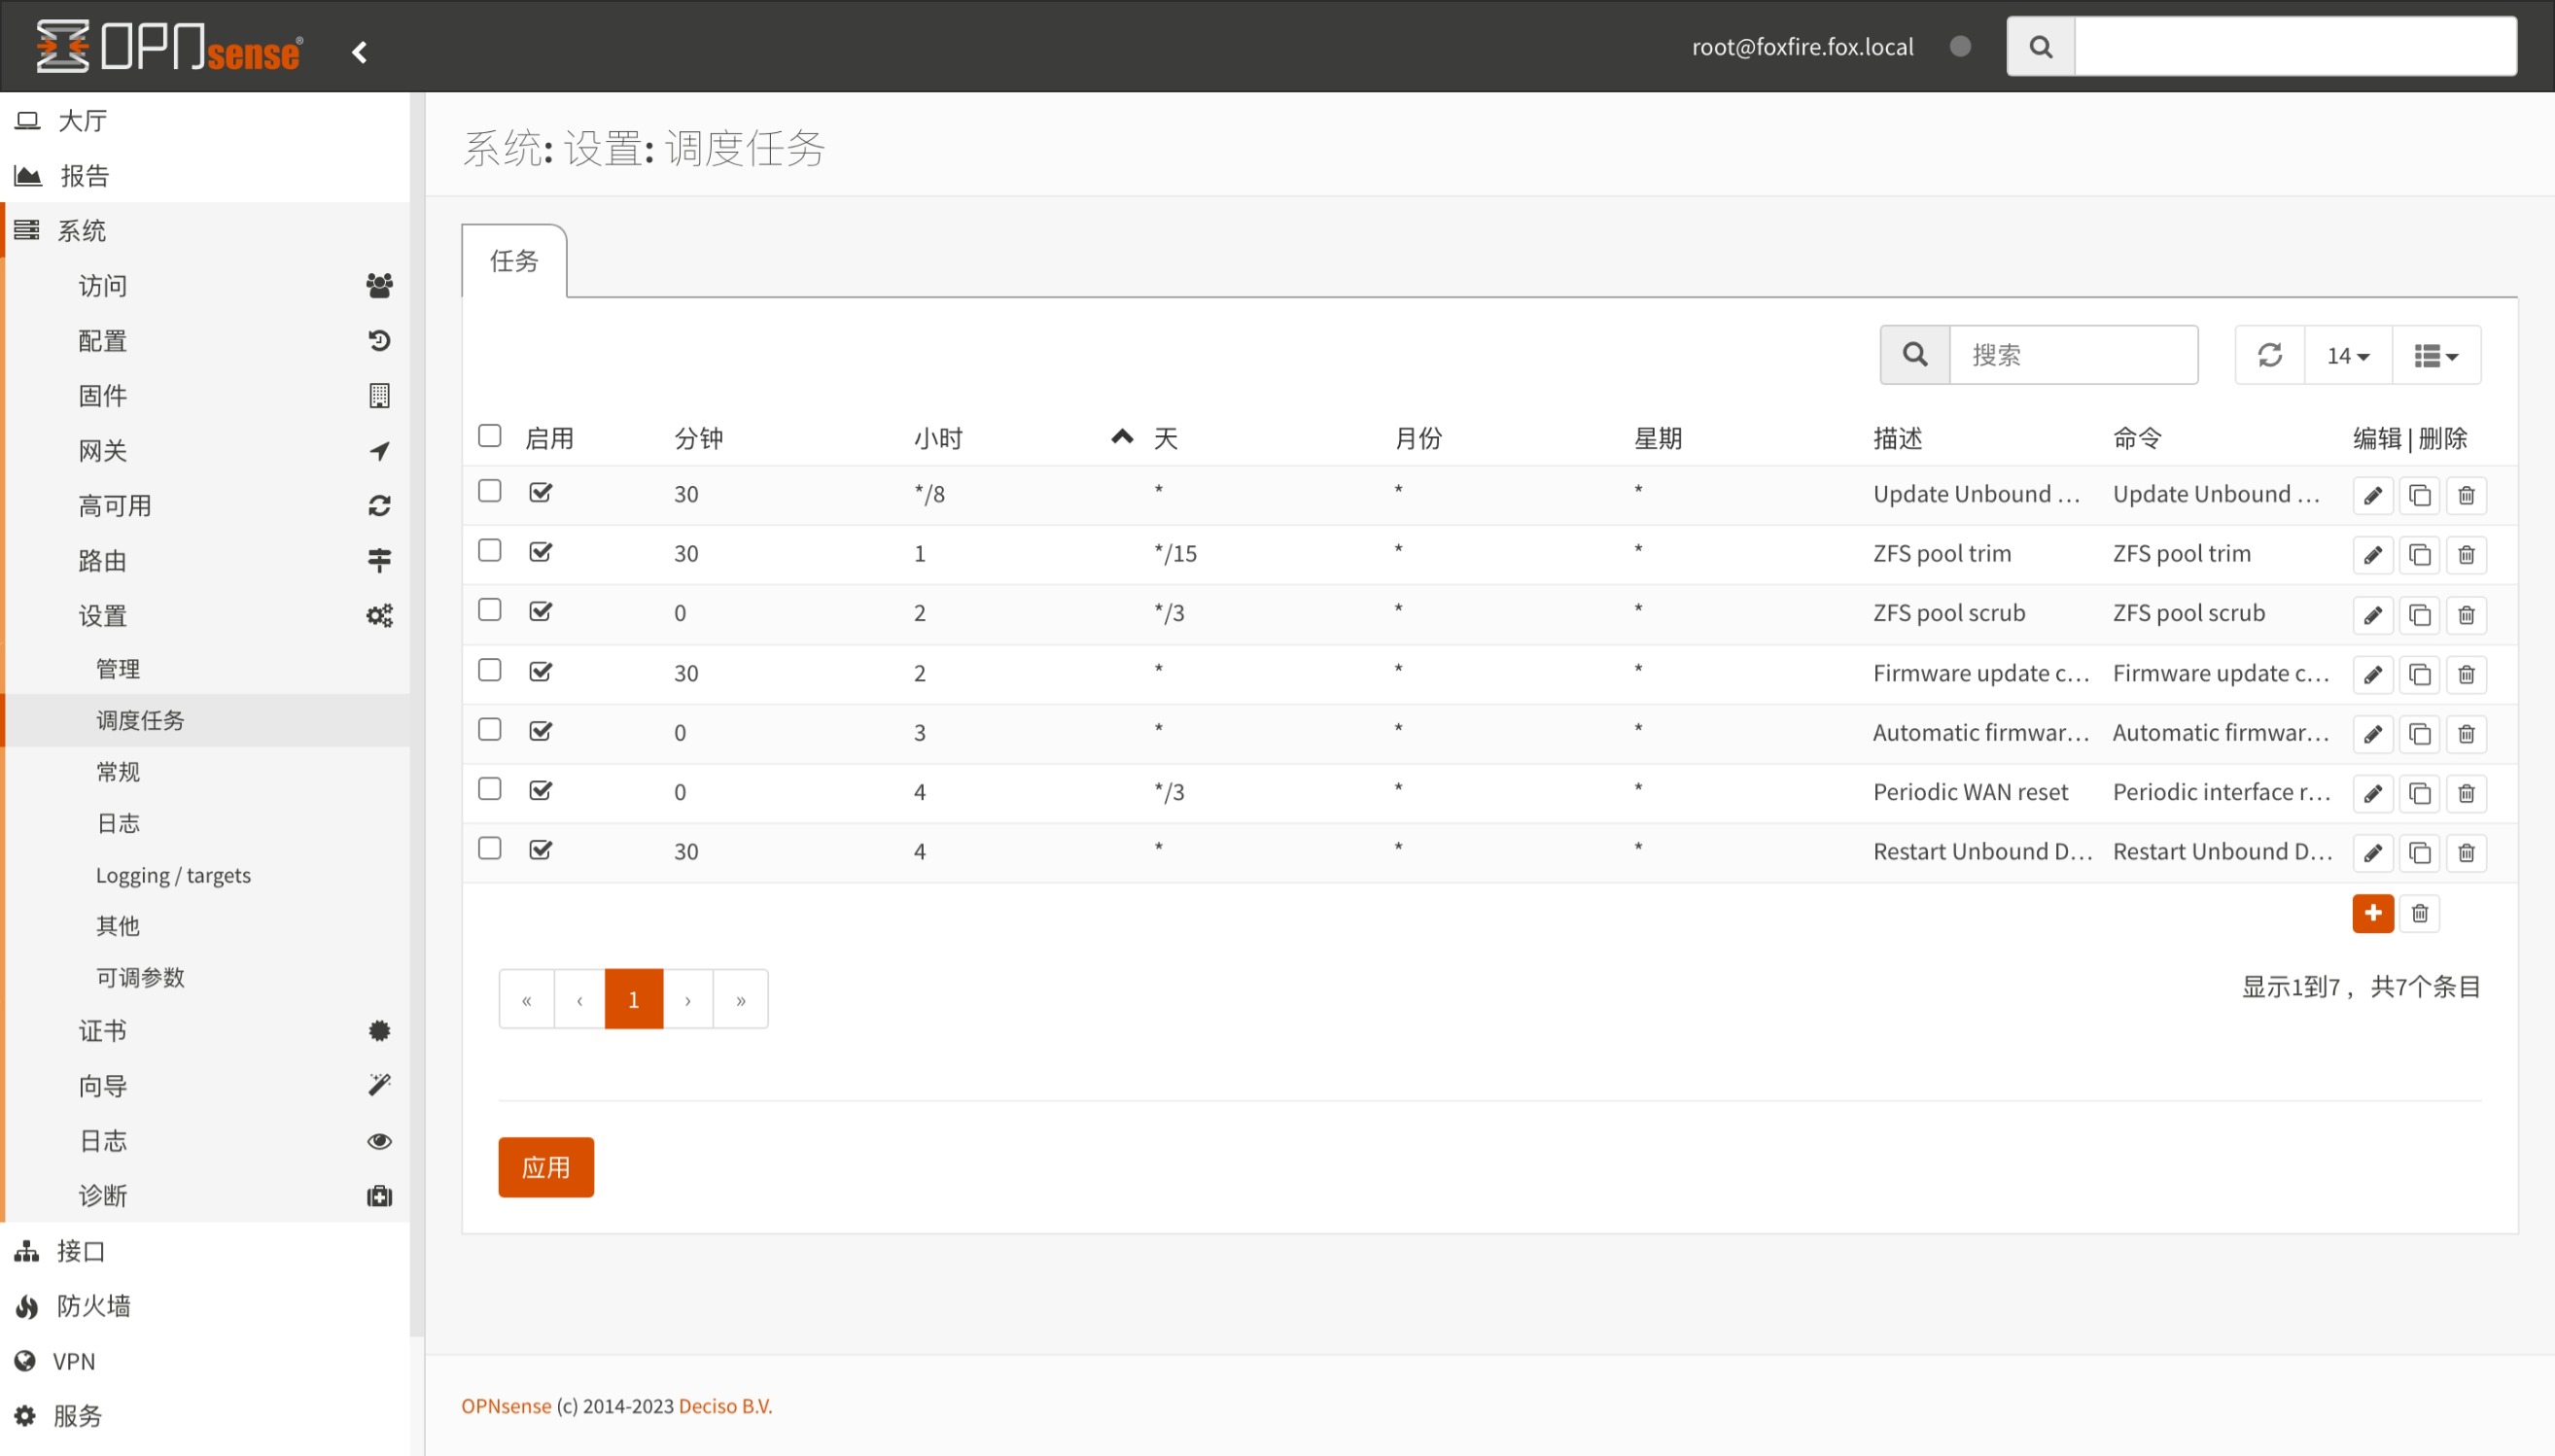 OPNsense®
root@foxfire.fox.local
大厅
报告
系统
访问
配置
固件
网关
高可用
路由
设置
管理
调度任务
常规
日志
Logging / targets
其他
可调参数
证书
向导
日志
诊断
接口
防火墙
VPN
服务
系统: 设置: 调度任务
任务
搜索
14
启用 分钟 小时 天 月份 星期 描述 命令 编辑 | 删除
30 */8 * * * Update Unbound ... Update Unbound ...
30 1 */15 * * ZFS pool trim ZFS pool trim
0 2 */3 * * ZFS pool scrub ZFS pool scrub
30 2 * * * Firmware update c... Firmware update c...
0 3 * * * Automatic firmwar... Automatic firmwar...
0 4 */3 * * Periodic WAN reset Periodic interface r...
30 4 * * * Restart Unbound D... Restart Unbound D...
« ‹ 1 › »
显示1到7，共7个条目
应用
OPNsense (c) 2014-2023 Deciso B.V.